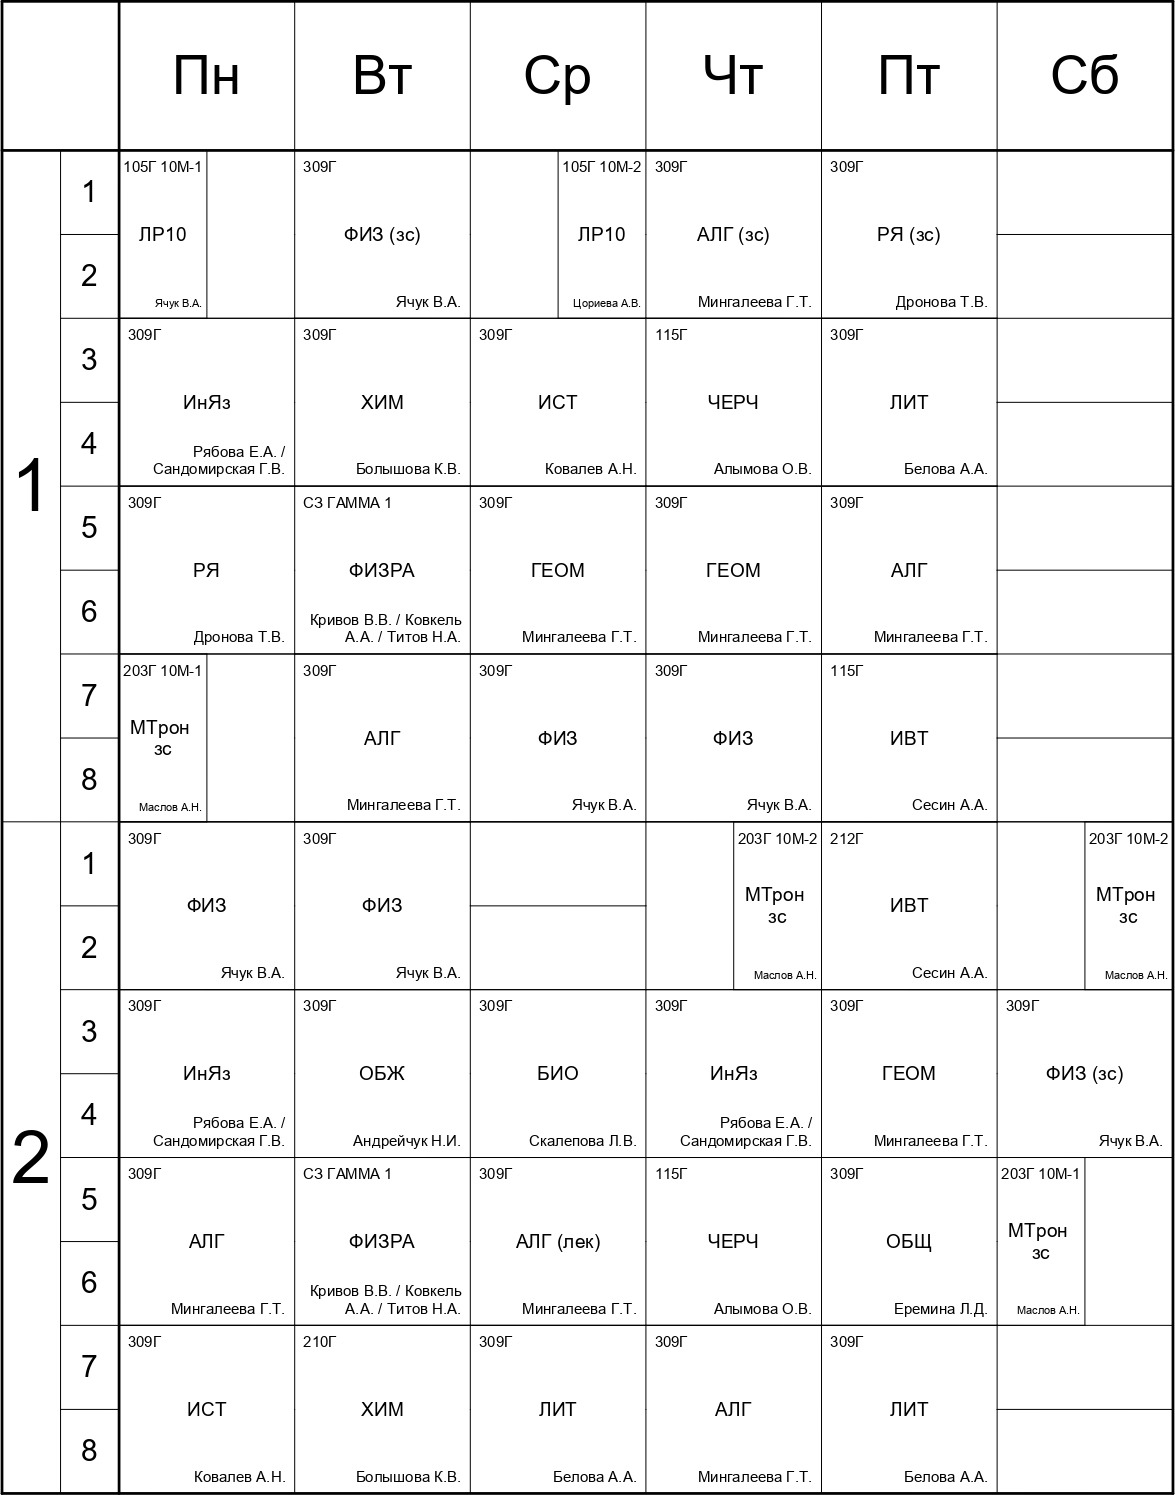 Пн Вт Ср Чт Пт Сб
1
1
2
3
4
5
6
7
8
105Г 10М-1
ЛР10
Ячук В.А.
309Г
ФИЗ (зс)
Ячук В.А.
105Г 10М-2
ЛР10
Цориева А.В.
309Г
АЛГ (зс)
Мингалеева Г.Т.
309Г
РЯ (зс)
Дронова Т.В.
309Г
ИнЯз
Рябова Е.А. /
Сандомирская Г.В.
309Г
ХИМ
Болышова К.В.
309Г
ИСТ
Ковалев А.Н.
115Г
ЧЕРЧ
Алымова О.В.
309Г
ЛИТ
Белова А.А.
309Г
РЯ
Дронова Т.В.
СЗ ГАММА 1
ФИЗРА
Кривов В.В. / Ковкель
А.А. / Титов Н.А.
309Г
ГЕОМ
Мингалеева Г.Т.
309Г
ГЕОМ
Мингалеева Г.Т.
309Г
АЛГ
Мингалеева Г.Т.
203Г 10М-1
МТрон
зс
Маслов А.Н.
309Г
АЛГ
Мингалеева Г.Т.
309Г
ФИЗ
Ячук В.А.
309Г
ФИЗ
Ячук В.А.
115Г
ИВТ
Сесин А.А.
2
1
2
3
4
5
6
7
8
309Г
ФИЗ
Ячук В.А.
309Г
ФИЗ
Ячук В.А.
203Г 10М-2
МТрон
зс
Маслов А.Н.
212Г
ИВТ
Сесин А.А.
203Г 10М-2
МТрон
зс
Маслов А.Н.
309Г
ИнЯз
Рябова Е.А. /
Сандомирская Г.В.
309Г
ОБЖ
Андрейчук Н.И.
309Г
БИО
Скалепова Л.В.
309Г
ИнЯз
Рябова Е.А. /
Сандомирская Г.В.
309Г
ГЕОМ
Мингалеева Г.Т.
309Г
ФИЗ (зс)
Ячук В.А.
309Г
АЛГ
Мингалеева Г.Т.
СЗ ГАММА 1
ФИЗРА
Кривов В.В. / Ковкель
А.А. / Титов Н.А.
309Г
АЛГ (лек)
Мингалеева Г.Т.
115Г
ЧЕРЧ
Алымова О.В.
309Г
ОБЩ
Еремина Л.Д.
203Г 10М-1
МТрон
зс
Маслов А.Н.
309Г
ИСТ
Ковалев А.Н.
210Г
ХИМ
Болышова К.В.
309Г
ЛИТ
Белова А.А.
309Г
АЛГ
Мингалеева Г.Т.
309Г
ЛИТ
Белова А.А.